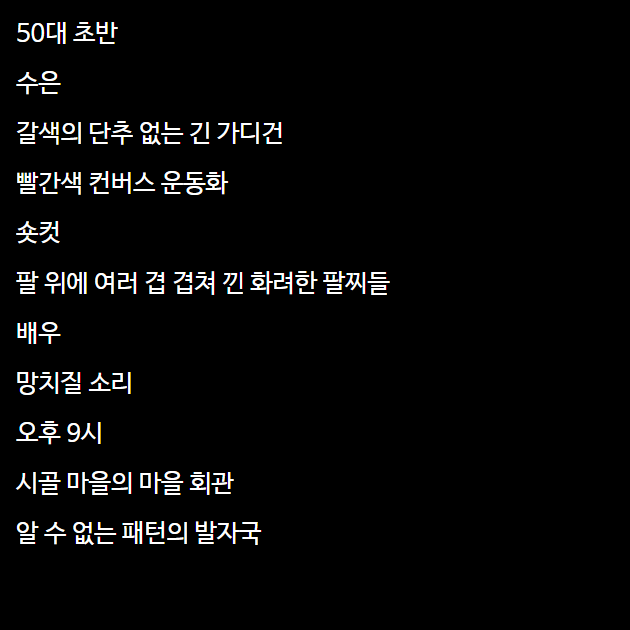 50대 초반
수은
갈색의 단추 없는 긴 가디건
빨간색 컨버스 운동화
숏컷
팔 위에 여러 겹 겹쳐 낀 화려한 팔찌들
배우
망치질 소리
오후 9시
시골 마을의 마을 회관
알 수 없는 패턴의 발자국